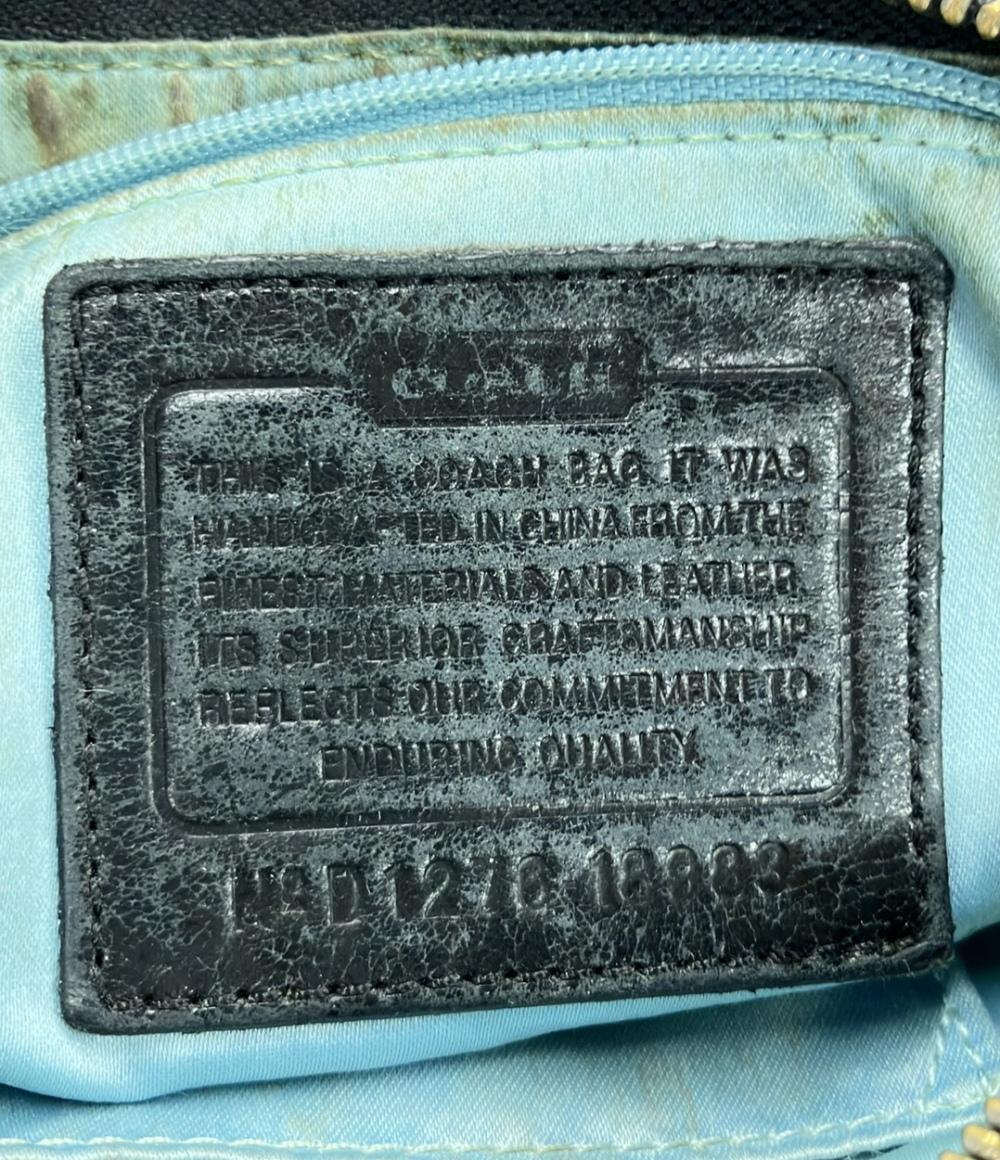 COACH
THIS IS A COACH BAG. IT WAS
HANDCRAFTED IN CHINA FROM THE
FINEST MATERIALS AND LEATHER.
ITS SUPERIOR CRAFTSMANSHIP
REFLECTS OUR COMMITMENT TO
ENDURING QUALITY.